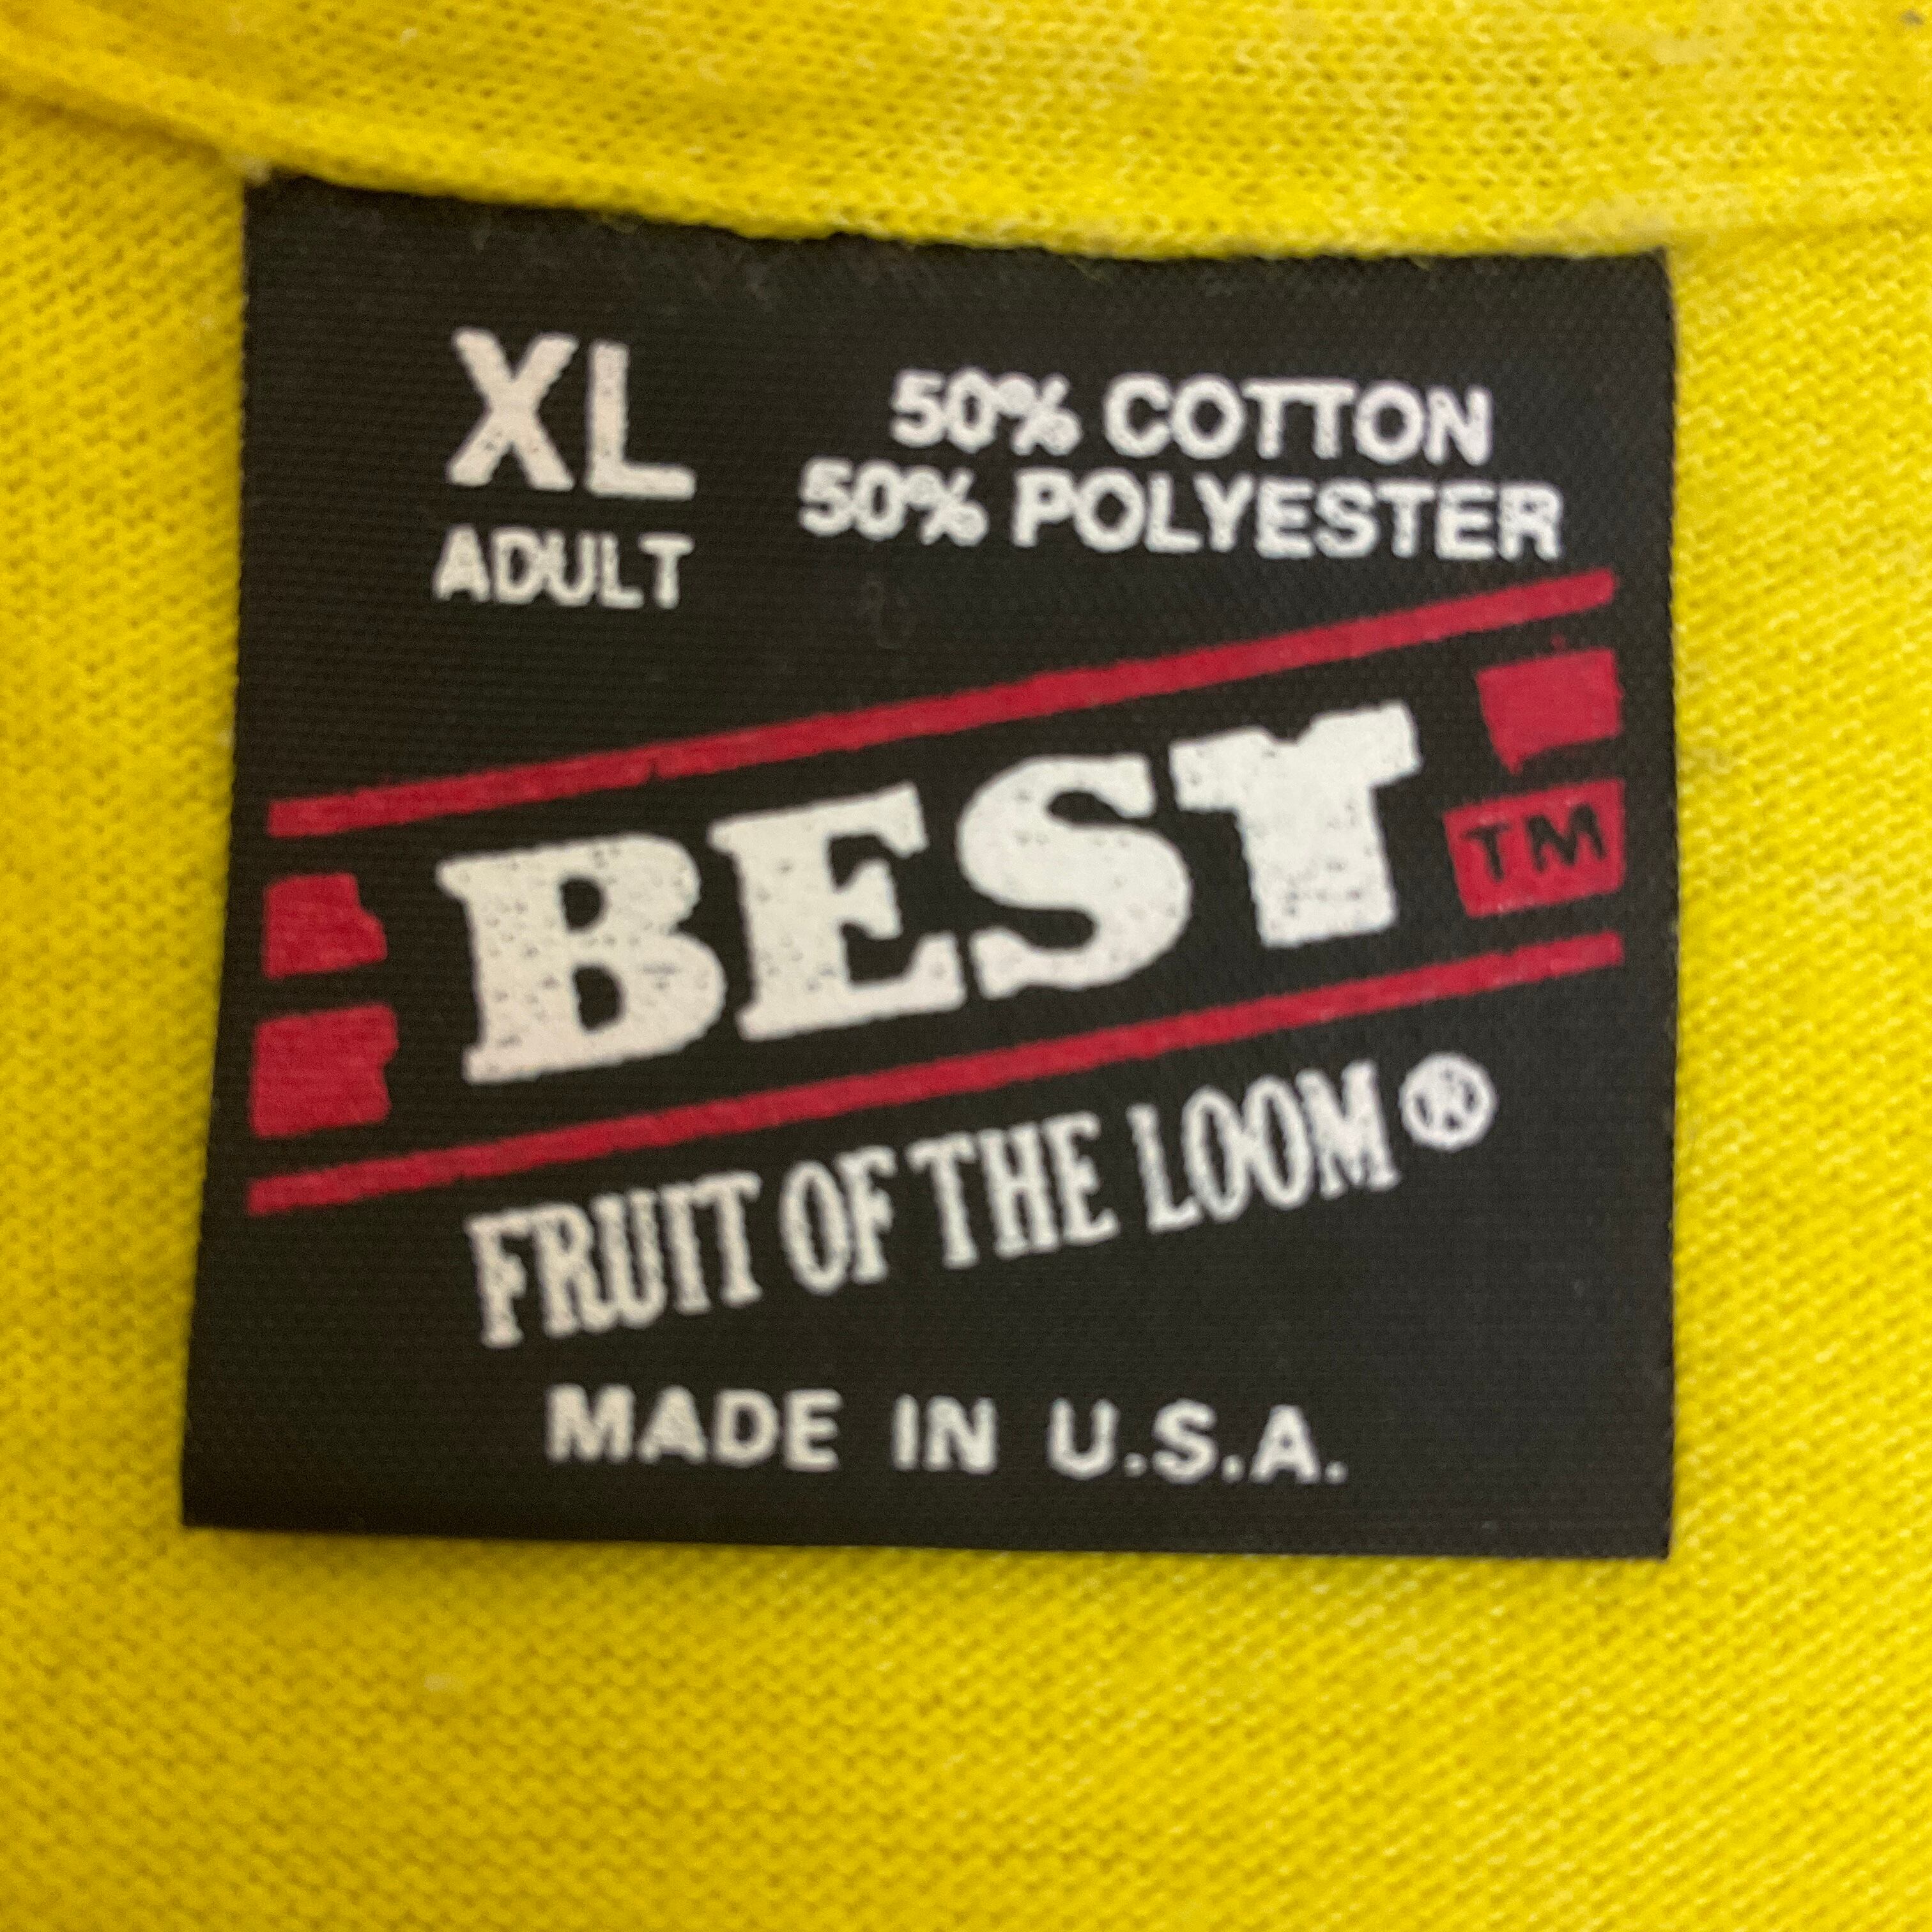 XL
ADULT
50% COTTON
50% POLYESTER
BEST TM
FRUIT OF THE LOOM ®
MADE IN U.S.A.